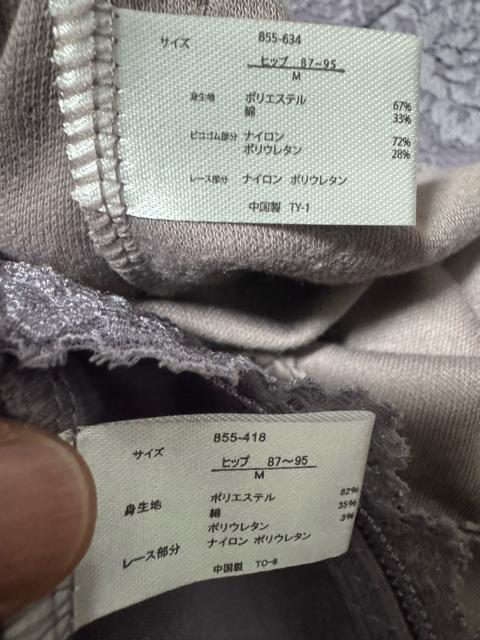 サイズ 855-634
ヒップ 87~95
M
身生地 ポリエステル 67%
綿 33%
ピコゴム部分 ナイロン 72%
ポリウレタン 28%
レース部分 ナイロン ポリウレタン
中国製 TY-1
サイズ 855-418
ヒップ 87~95
M
身生地 ポリエステル 62%
綿 35%
ポリウレタン 3%
レース部分 ナイロン ポリウレタン
中国製 TO-8